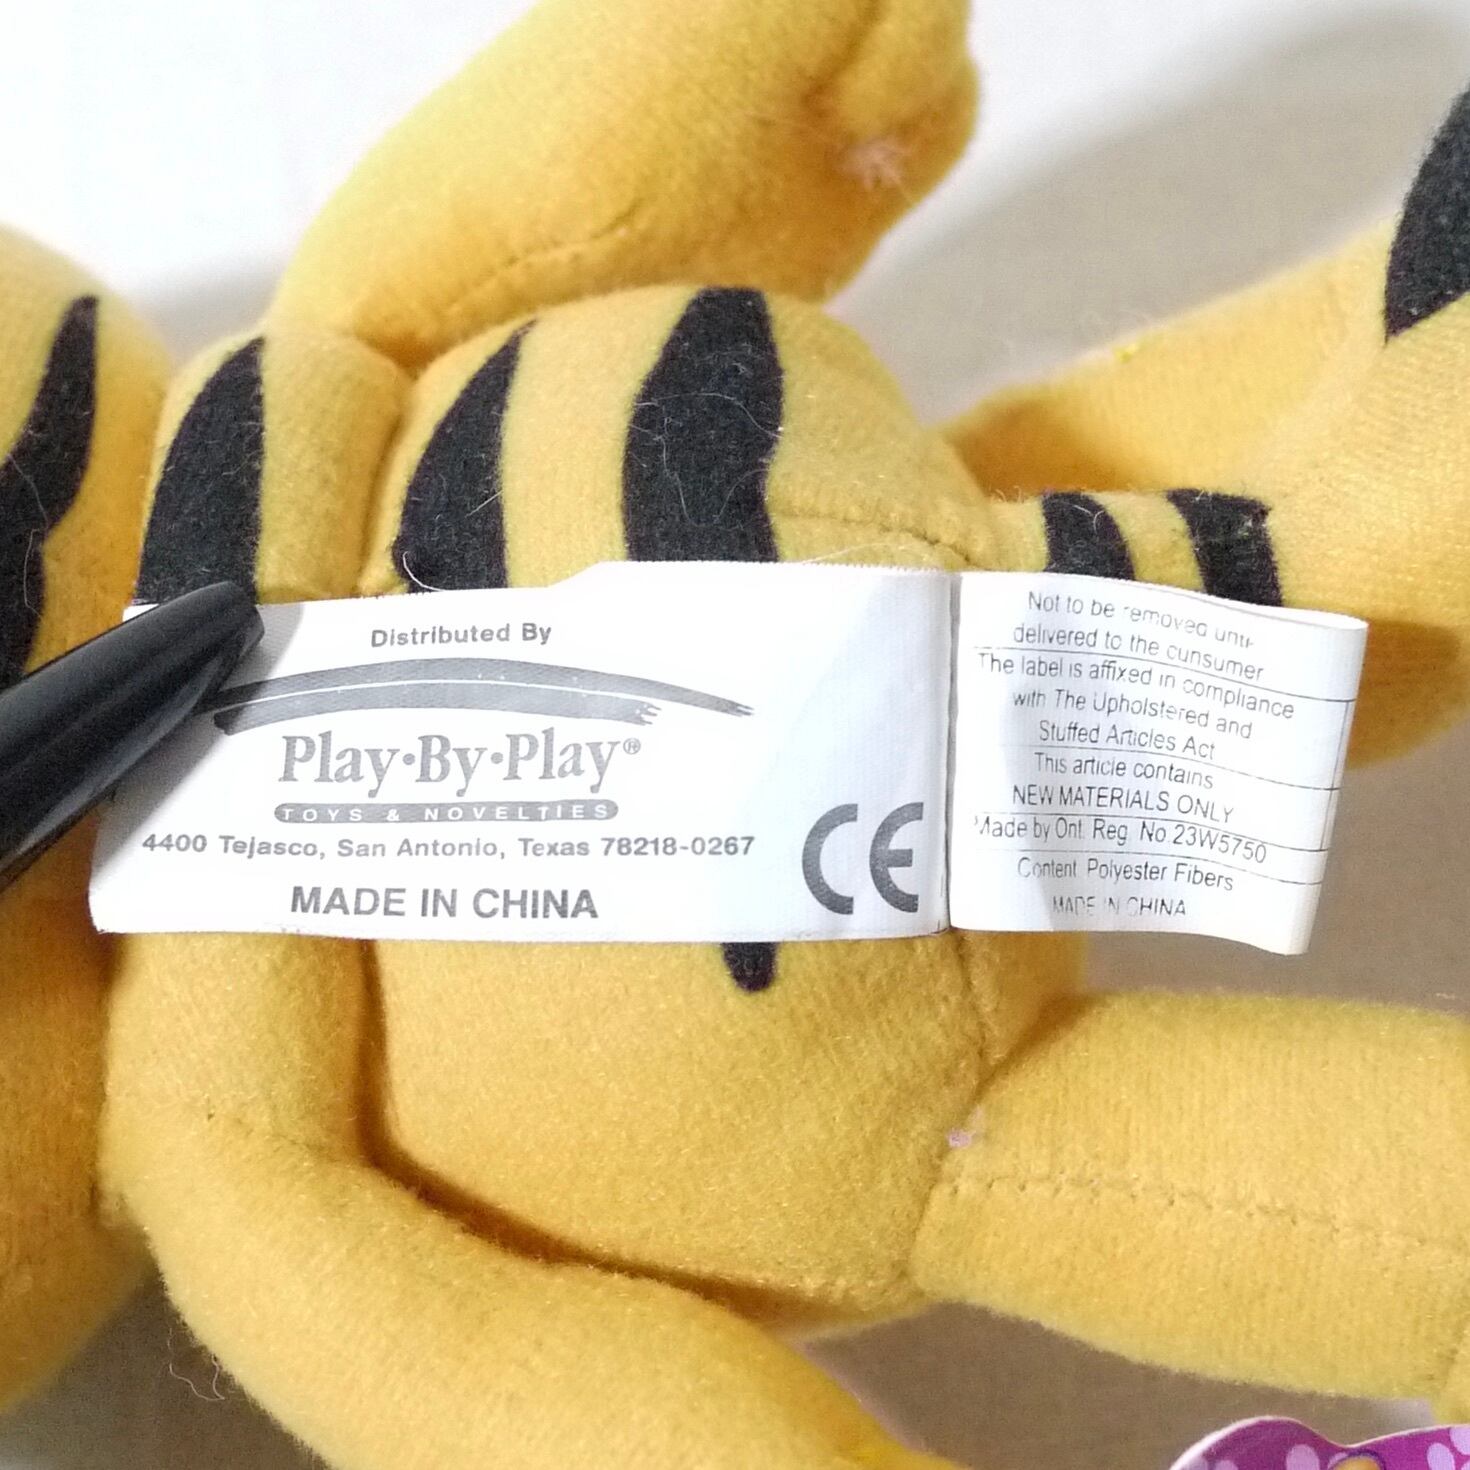 Distributed By
Play•By•Play®
TOYS & NOVELTIES
4400 Tejasco, San Antonio, Texas 78218-0267
MADE IN CHINA
CE
Not to be removed until
delivered to the cunsumer
The label is affixed in compliance
with The Upholstered and
Stuffed Articles Act
This article contains
NEW MATERIALS ONLY
Made by Ont. Reg. No.23W5750
Content Polyester Fibers
MADE IN CHINA